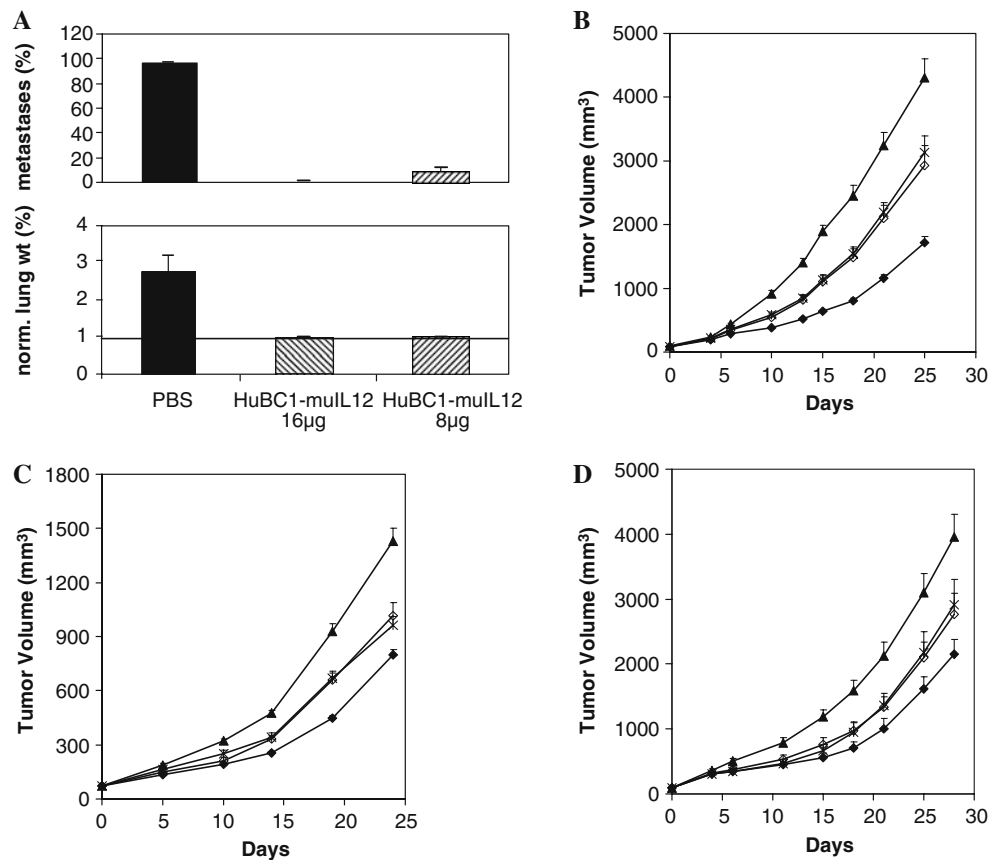 A
metastases (%)
120
100
80
60
40
20
0
norm. lung wt (%)
4
3
2
1
0
PBS
HuBC1-muIL12
16µg
HuBC1-muIL12
8µg
B
Tumor Volume (mm³)
5000
4000
3000
2000
1000
0
0 5 10 15 20 25 30
Days
C
Tumor Volume (mm³)
1800
1500
1200
900
600
300
0
0 5 10 15 20 25
Days
D
Tumor Volume (mm³)
5000
4000
3000
2000
1000
0
0 5 10 15 20 25 30
Days